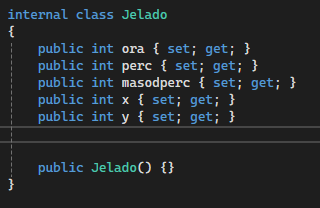 internal class Jelado
{
public int ora { set; get; }
public int perc { set; get; }
public int masodperc { set; get; }
public int x { set; get; }
public int y { set; get; }
public Jelado() {}
}